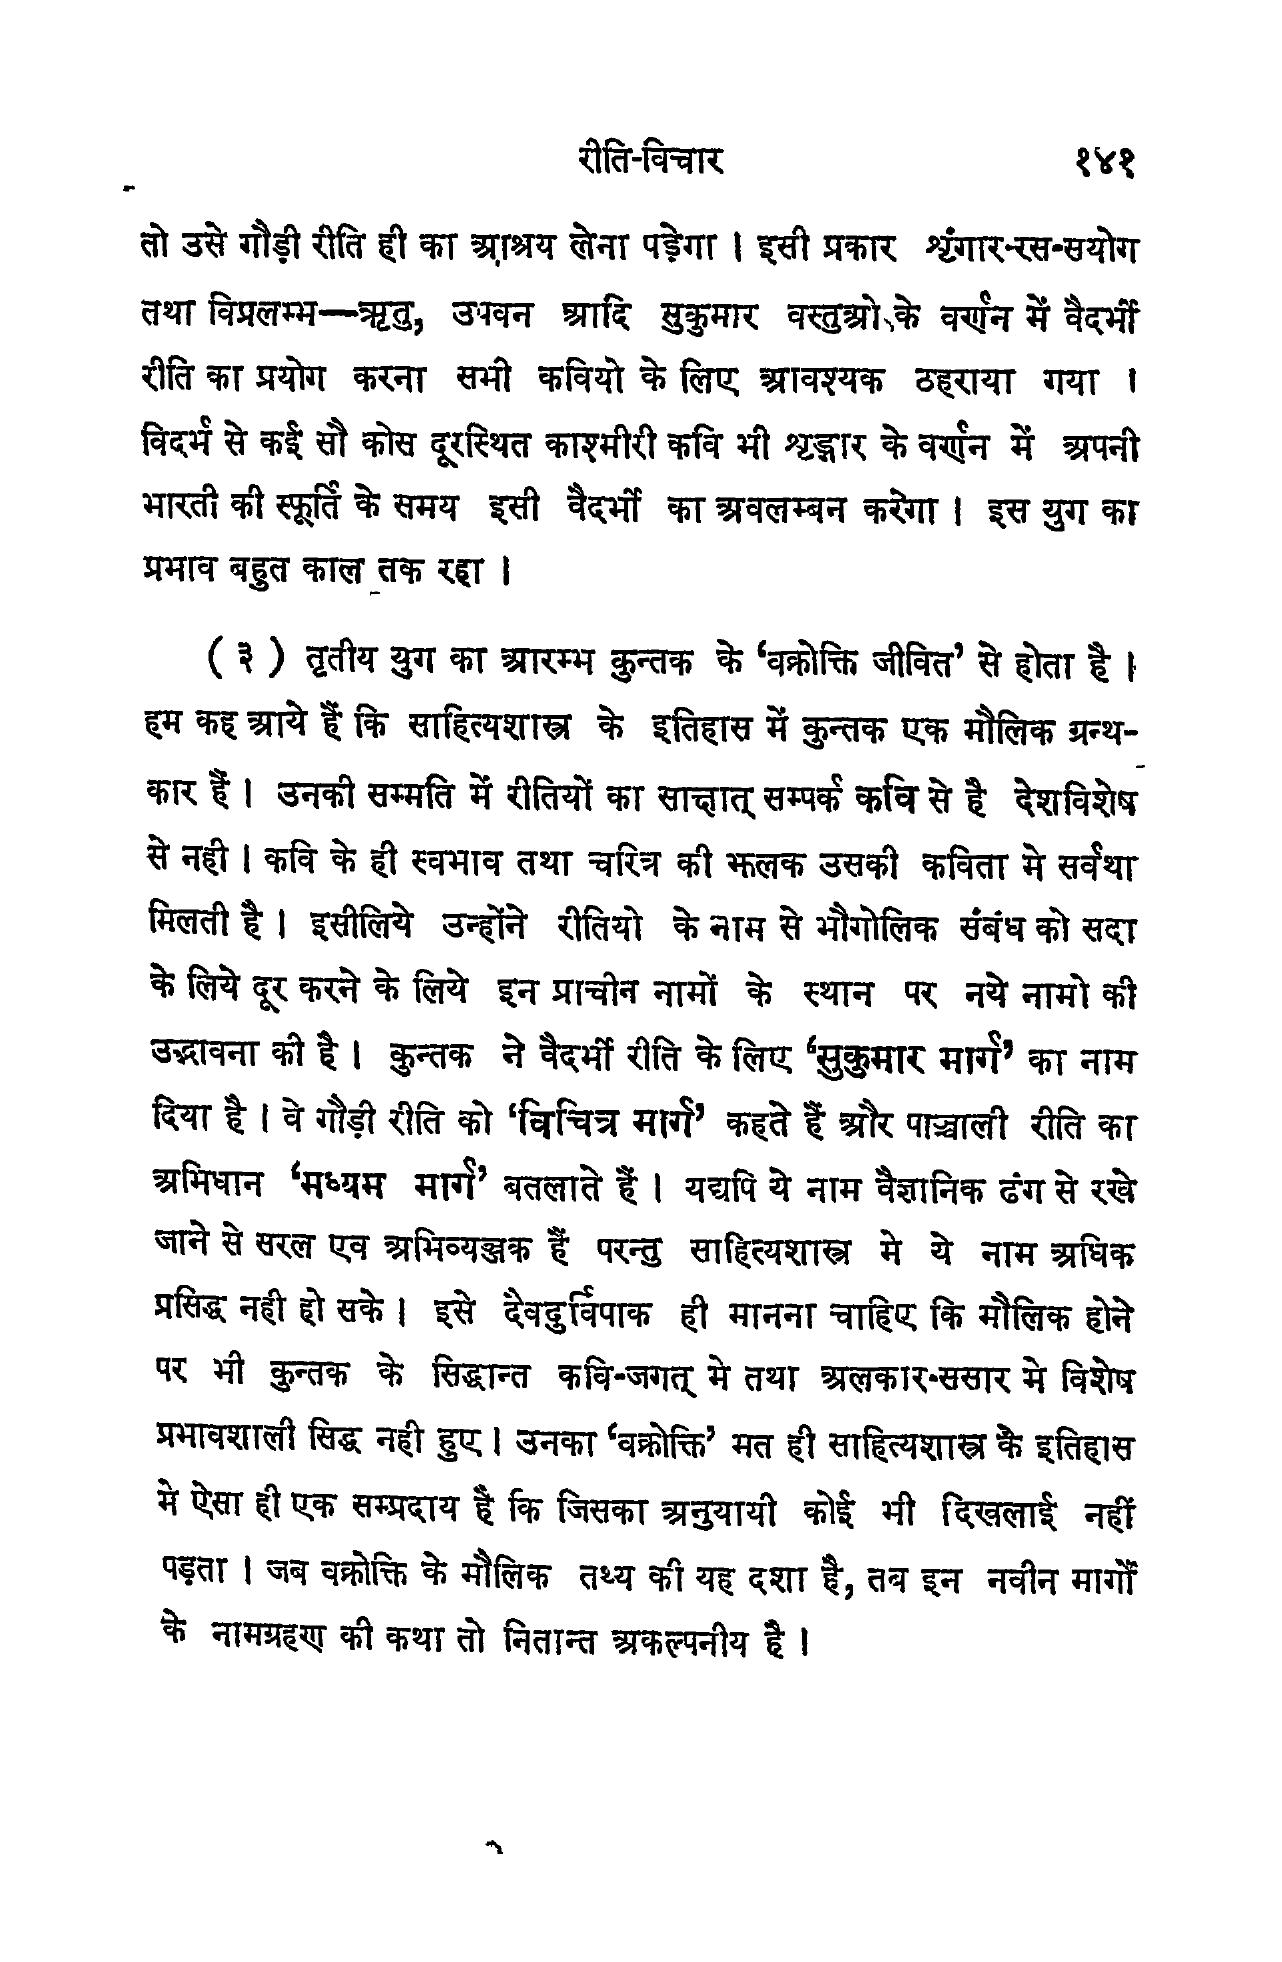 रीति-विचार १४१
तो उसे गौड़ी रीति ही का आश्रय लेना पड़ेगा । इसी प्रकार शृंगार-रस-सयोग
तथा विप्रलम्भ—ऋतु, उपवन आदि सुकुमार वस्तुओ के वर्णन में वैदर्भी
रीति का प्रयोग करना सभी कवियो के लिए आवश्यक ठहराया गया ।
विदर्भ से कई सौ कोस दूरस्थित काश्मीरी कवि भी शृङ्गार के वर्णन में अपनी
भारती की स्फूर्ति के समय इसी वैदर्भी का अवलम्बन करेगा । इस युग का
प्रभाव बहुत काल तक रहा ।
( ३ ) तृतीय युग का आरम्भ कुन्तक के ‘वक्रोक्ति जीवित’ से होता है ।
हम कह आये हैं कि साहित्यशास्त्र के इतिहास में कुन्तक एक मौलिक ग्रन्थ-
कार हैं । उनकी सम्मति में रीतियों का साक्षात् सम्पर्क कवि से है देशविशेष
से नही । कवि के ही स्वभाव तथा चरित्र की झलक उसकी कविता मे सर्वथा
मिलती है । इसीलिये उन्होंने रीतियो के नाम से भौगोलिक संबंध को सदा
के लिये दूर करने के लिये इन प्राचीन नामों के स्थान पर नये नामो की
उद्भावना की है । कुन्तक ने वैदर्भी रीति के लिए ‘सुकुमार मार्ग’ का नाम
दिया है । वे गौड़ी रीति को ‘विचित्र मार्ग’ कहते हैं और पाञ्चाली रीति का
अभिधान ‘मध्यम मार्ग’ बतलाते हैं । यद्यपि ये नाम वैज्ञानिक ढंग से रखे
जाने से सरल एव अभिव्यञ्जक हैं परन्तु साहित्यशास्त्र मे ये नाम अधिक
प्रसिद्ध नही हो सके । इसे दैवदुर्विपाक ही मानना चाहिए कि मौलिक होने
पर भी कुन्तक के सिद्धान्त कवि-जगत् मे तथा अलकार-ससार मे विशेष
प्रभावशाली सिद्ध नही हुए । उनका ‘वक्रोक्ति’ मत ही साहित्यशास्त्र के इतिहास
मे ऐसा ही एक सम्प्रदाय है कि जिसका अनुयायी कोई भी दिखलाई नहीं
पड़ता । जब वक्रोक्ति के मौलिक तथ्य की यह दशा है, तब इन नवीन मार्गों
के नामग्रहण की कथा तो नितान्त अकल्पनीय है ।